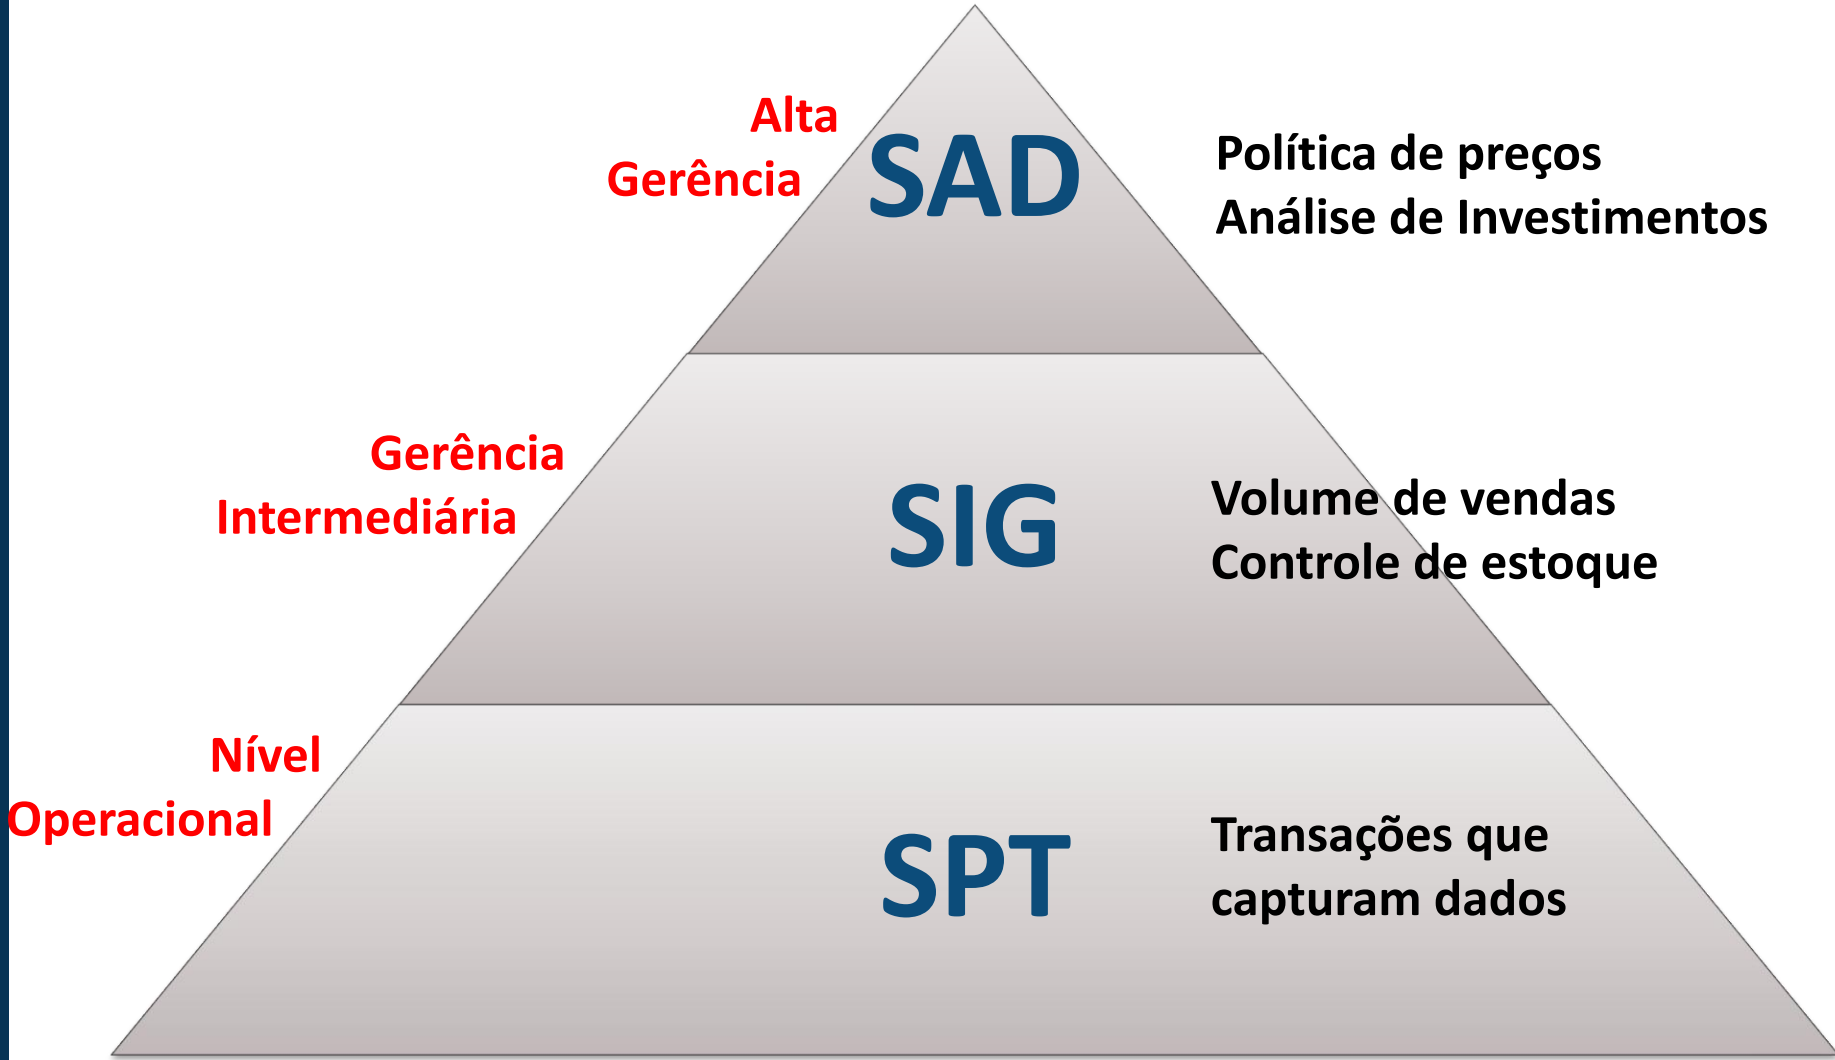 Alta
Gerência
SAD
Política de preços
Análise de Investimentos
Gerência
Intermediária
SIG
Volume de vendas
Controle de estoque
Nível
Operacional
SPT
Transações que
capturam dados